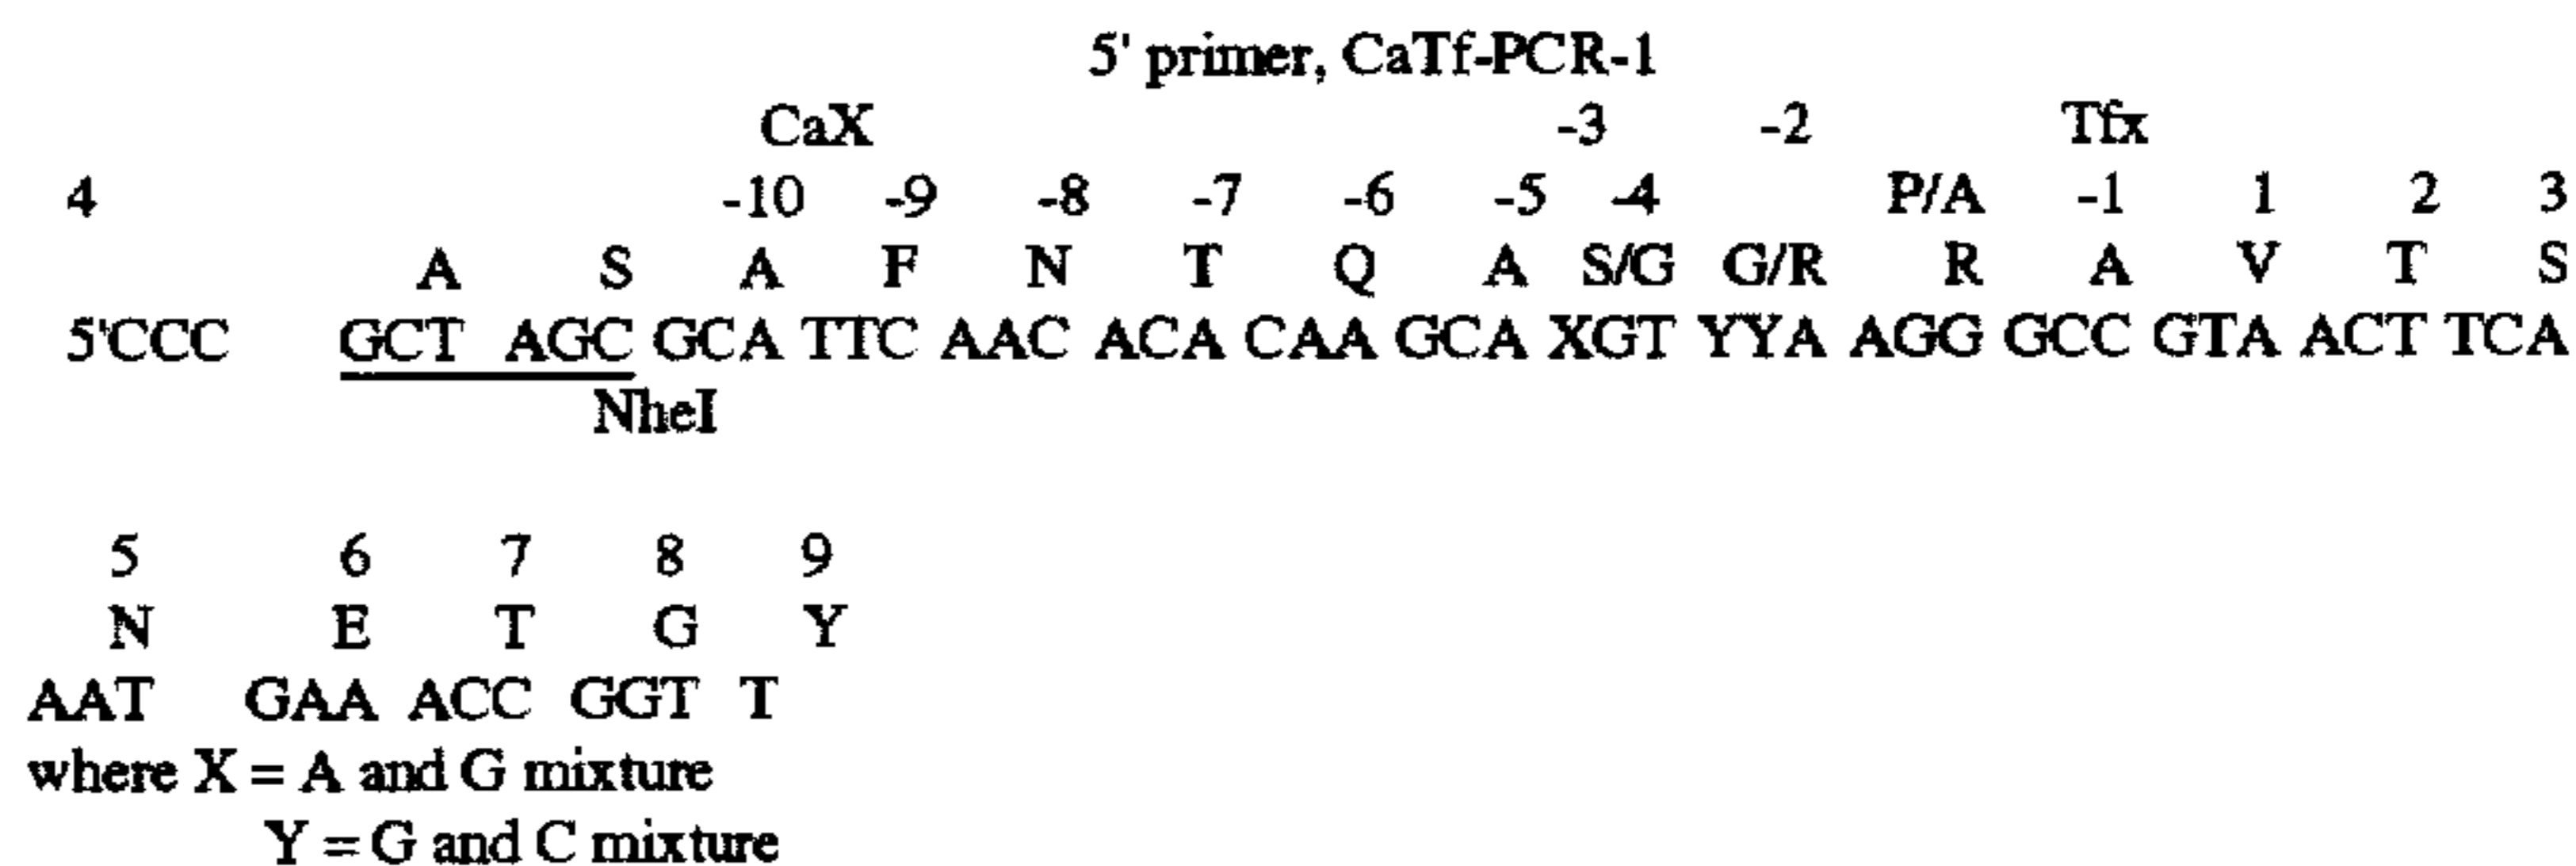 5' primer, CaTf-PCR-1
CaX -3 -2 Tfx
4 -10 -9 -8 -7 -6 -5 -4 P/A -1 1 2 3
A S A F N T Q A S/G G/R R A V T S
5'CCC GCT AGC GCA TTC AAC ACA CAA GCA XGT YYA AGG GCC GTA ACT TCA
NheI
5 6 7 8 9
N E T G Y
AAT GAA ACC GGT T
where X = A and G mixture
Y = G and C mixture